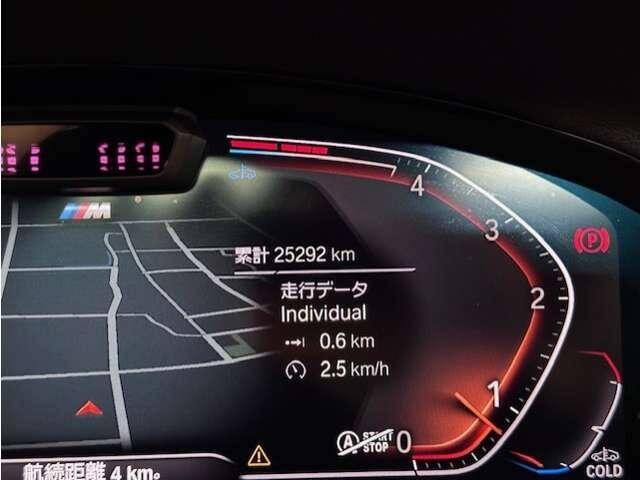 M
4
3
2
1
0
累計 25292 km
走行データ
Individual
0.6 km
2.5 km/h
A START STOP
P
COLD
航続距離 4 km。